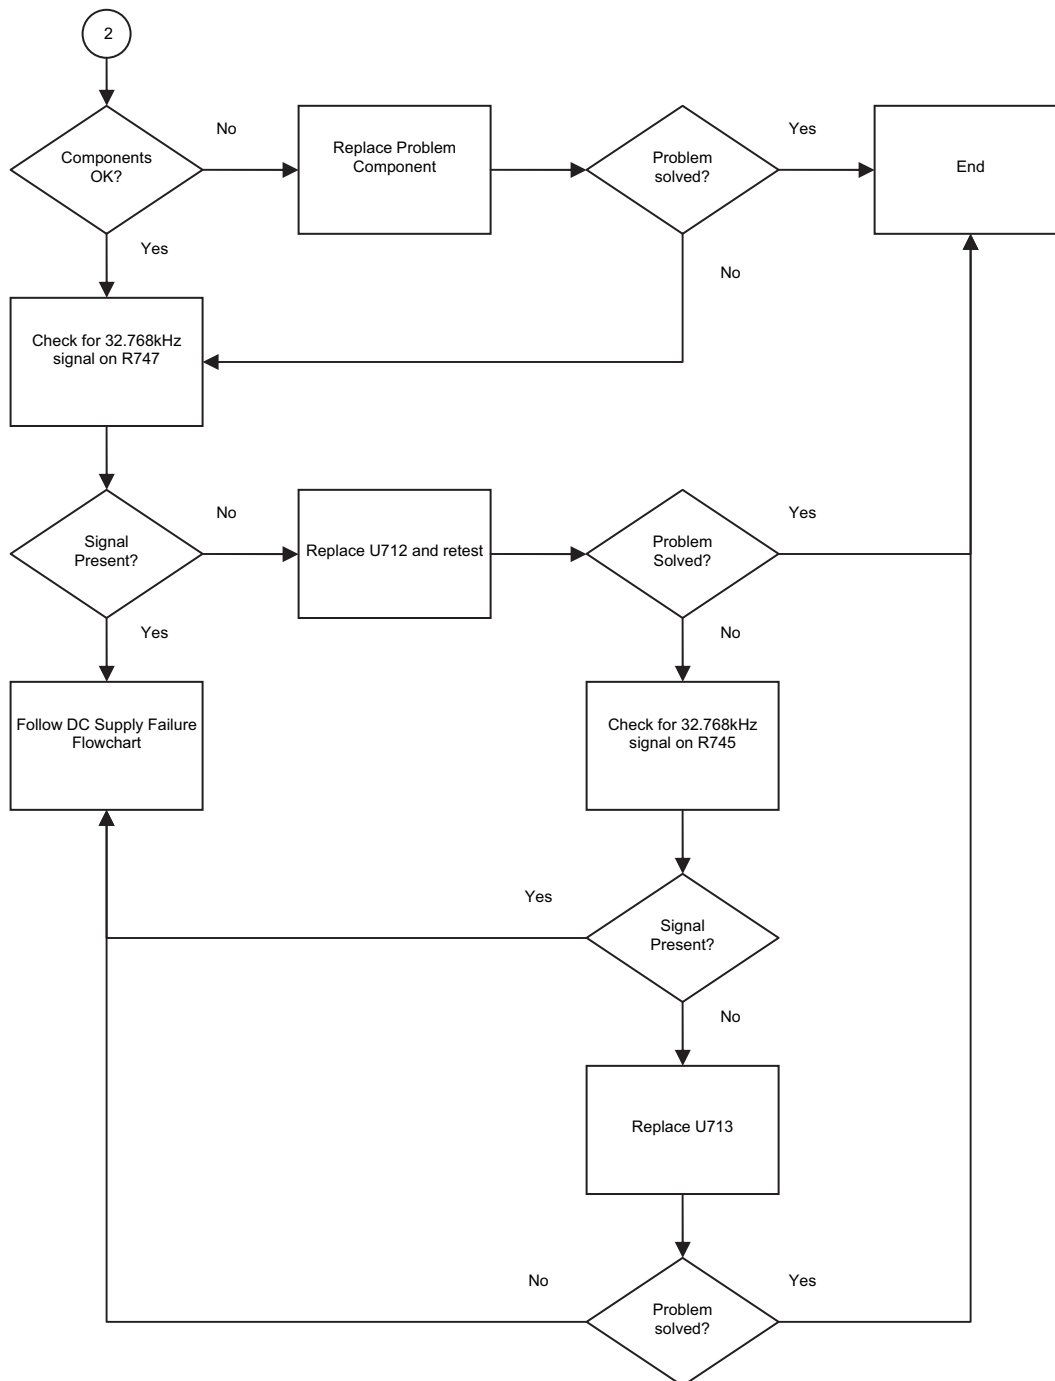 2
Components
OK?
No
Replace Problem
Component
Problem
solved?
Yes
End
Yes
No
Check for 32.768kHz
signal on R747
Signal
Present?
No
Replace U712 and retest
Problem
Solved?
Yes
Yes
No
Follow DC Supply Failure
Flowchart
Check for 32.768kHz
signal on R745
Yes
Signal
Present?
No
Replace U713
No
Problem
solved?
Yes